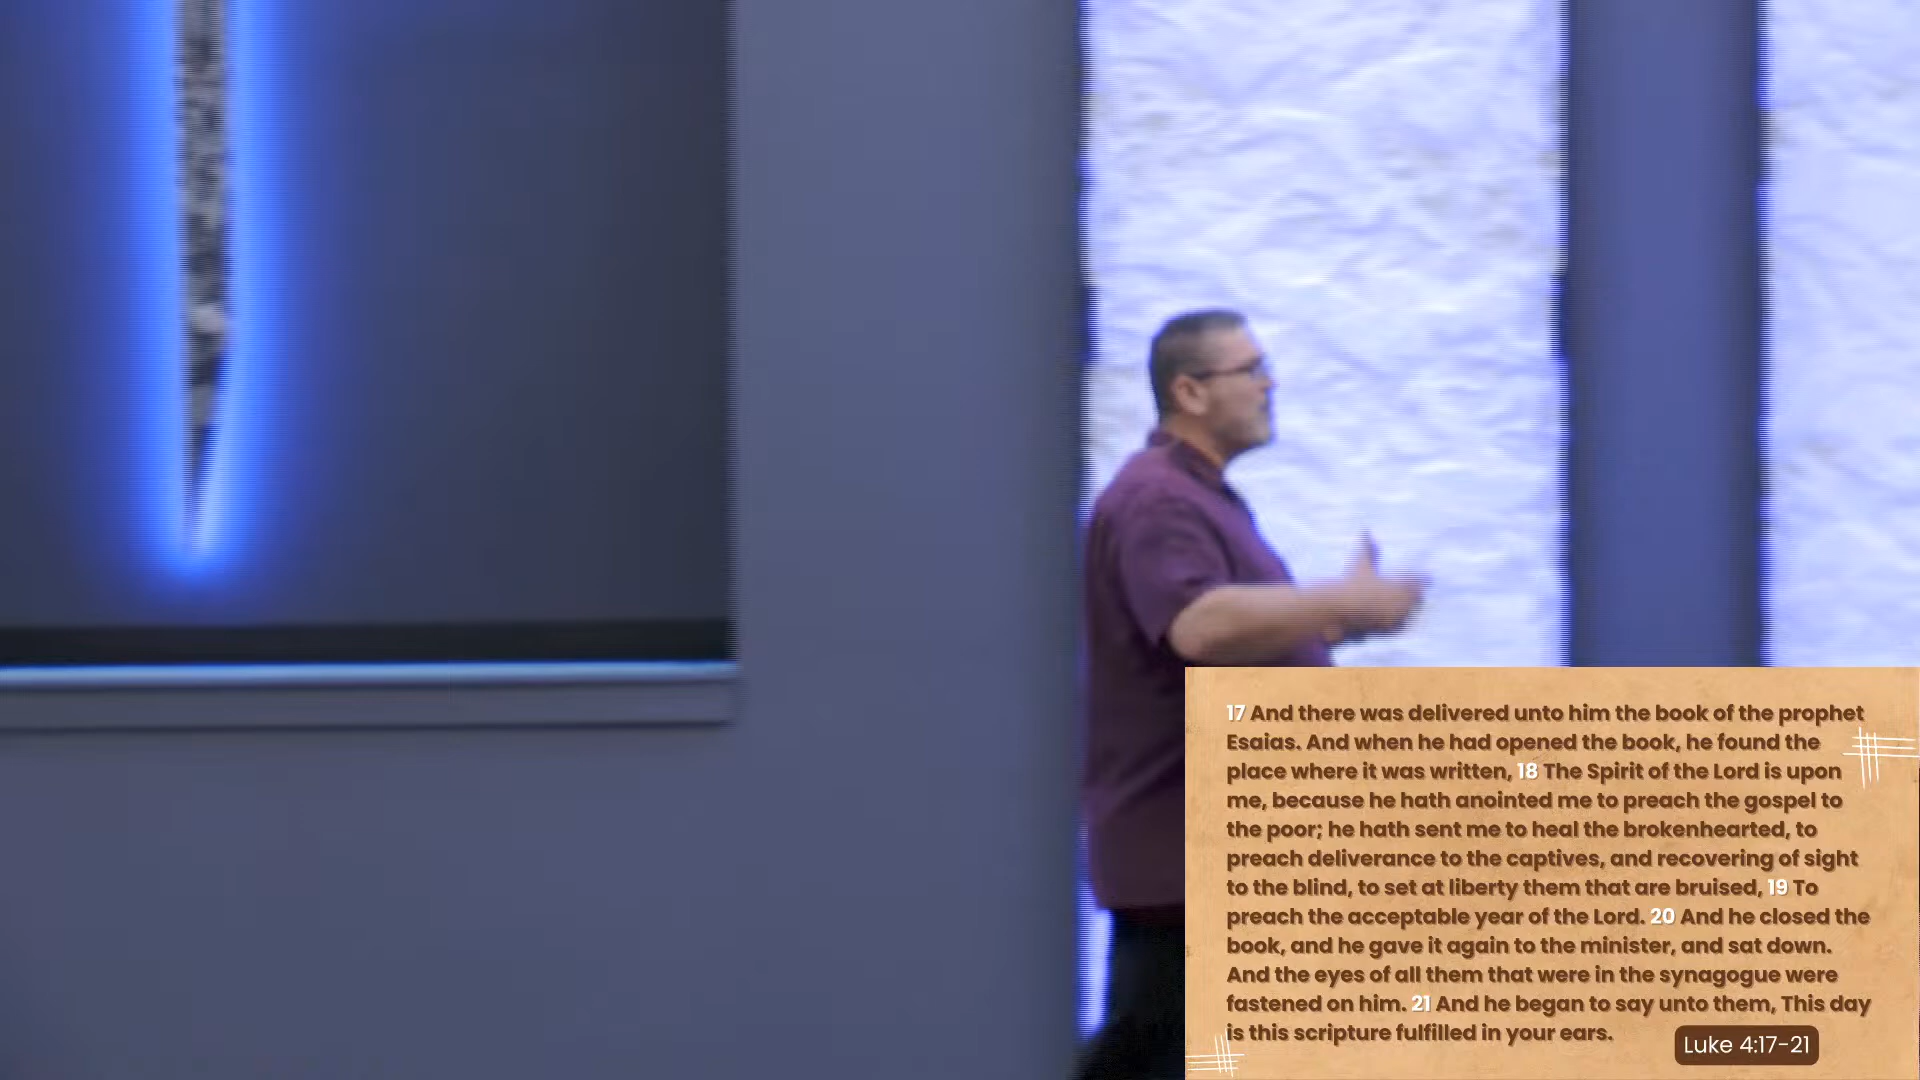 17 And there was delivered unto him the book of the prophet
Esaias. And when he had opened the book, he found the
place where it was written, 18 The Spirit of the Lord is upon
me, because he hath anointed me to preach the gospel to
the poor; he hath sent me to heal the brokenhearted, to
preach deliverance to the captives, and recovering of sight
to the blind, to set at liberty them that are bruised, 19 To
preach the acceptable year of the Lord. 20 And he closed the
book, and he gave it again to the minister, and sat down.
And the eyes of all them that were in the synagogue were
fastened on him. 21 And he began to say unto them, This day
is this scripture fulfilled in your ears.
Luke 4:17-21